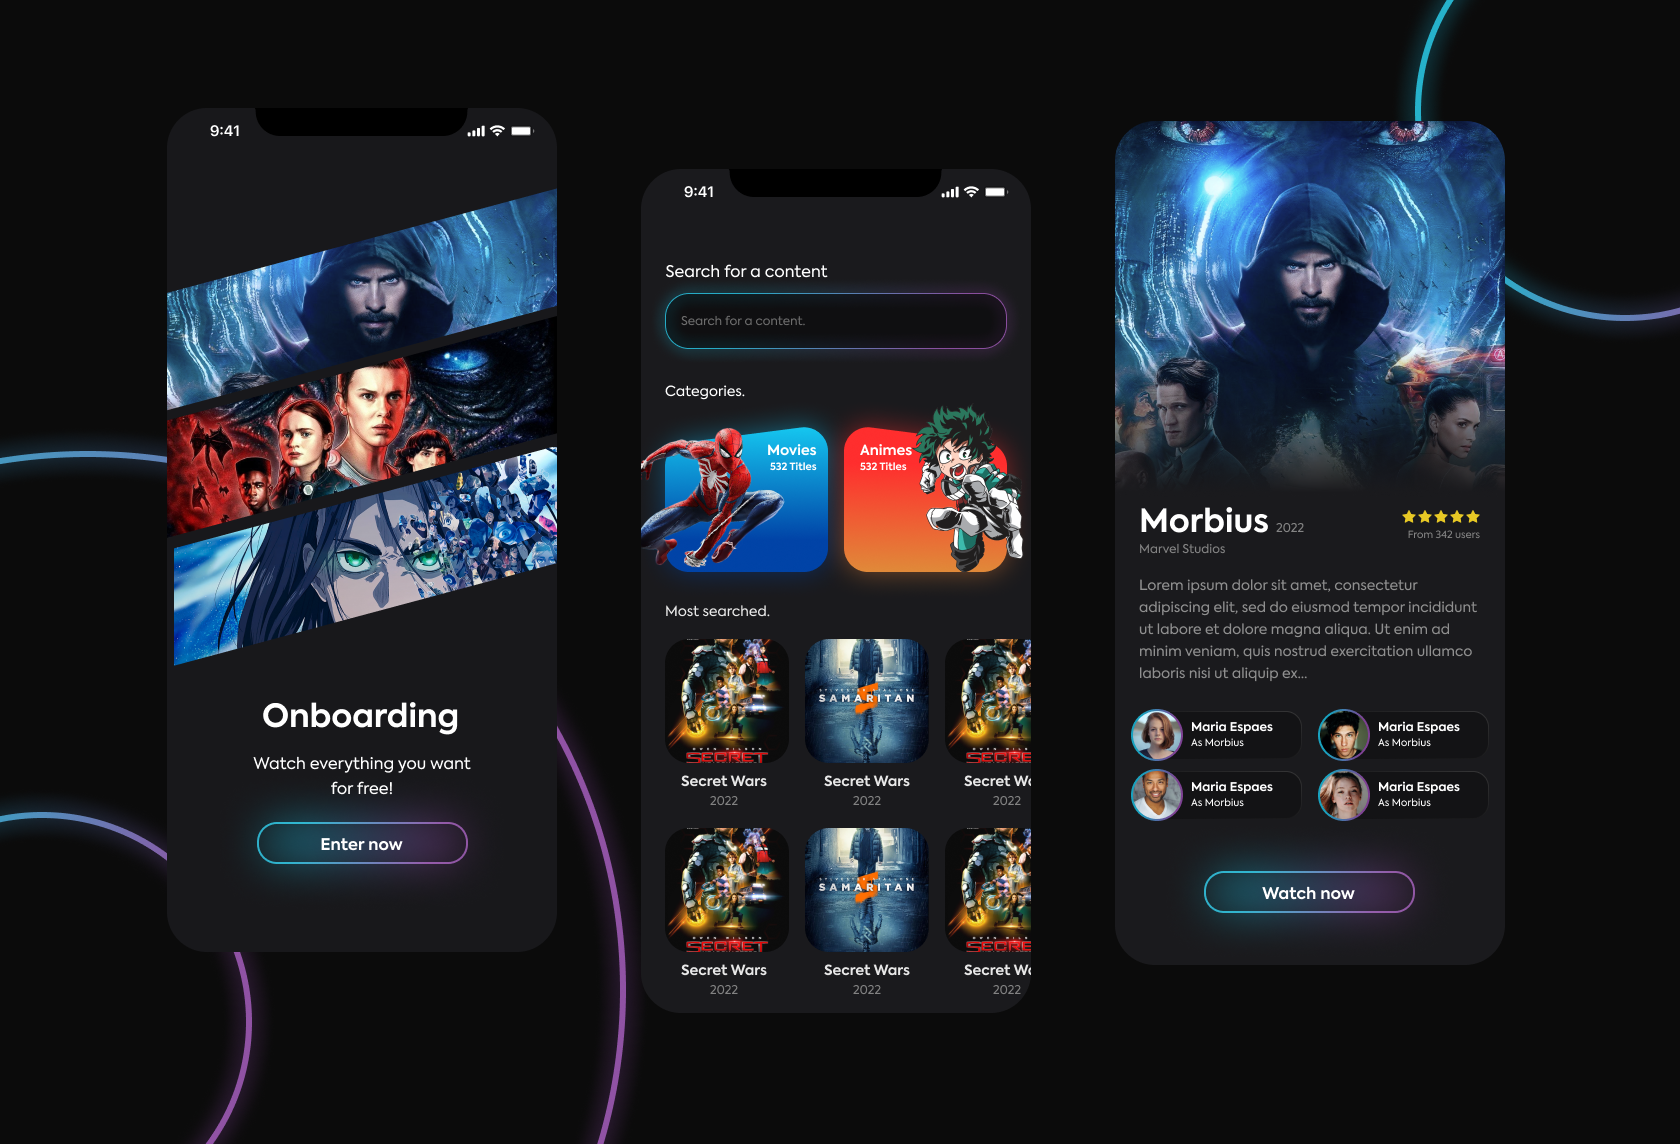 9:41
Onboarding
Watch everything you want
for free!
Enter now
9:41
Search for a content
Search for a content.
Categories.
Movies
532 Titles
Animes
532 Titles
Most searched.
SECRET
SYLVESTER STALLONE
SAMARITAN
SECRET
Secret Wars
2022
Secret Wars
2022
Secret Wa
2022
SECRET
SYLVESTER STALLONE
SAMARITAN
SECRET
Secret Wars
2022
Secret Wars
2022
Secret Wa
2022
Morbius 2022
Marvel Studios
From 342 users
Lorem ipsum dolor sit amet, consectetur
adipiscing elit, sed do eiusmod tempor incididunt
ut labore et dolore magna aliqua. Ut enim ad
minim veniam, quis nostrud exercitation ullamco
laboris nisi ut aliquip ex...
Maria Espaes
As Morbius
Maria Espaes
As Morbius
Maria Espaes
As Morbius
Maria Espaes
As Morbius
Watch now